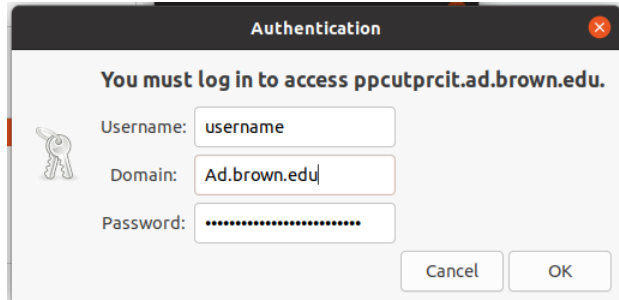 Authentication
You must log in to access ppcutprcit.ad.brown.edu.
Username: username
Domain: Ad.brown.edu
Password: ••••••••••••••••••••••••••
Cancel OK